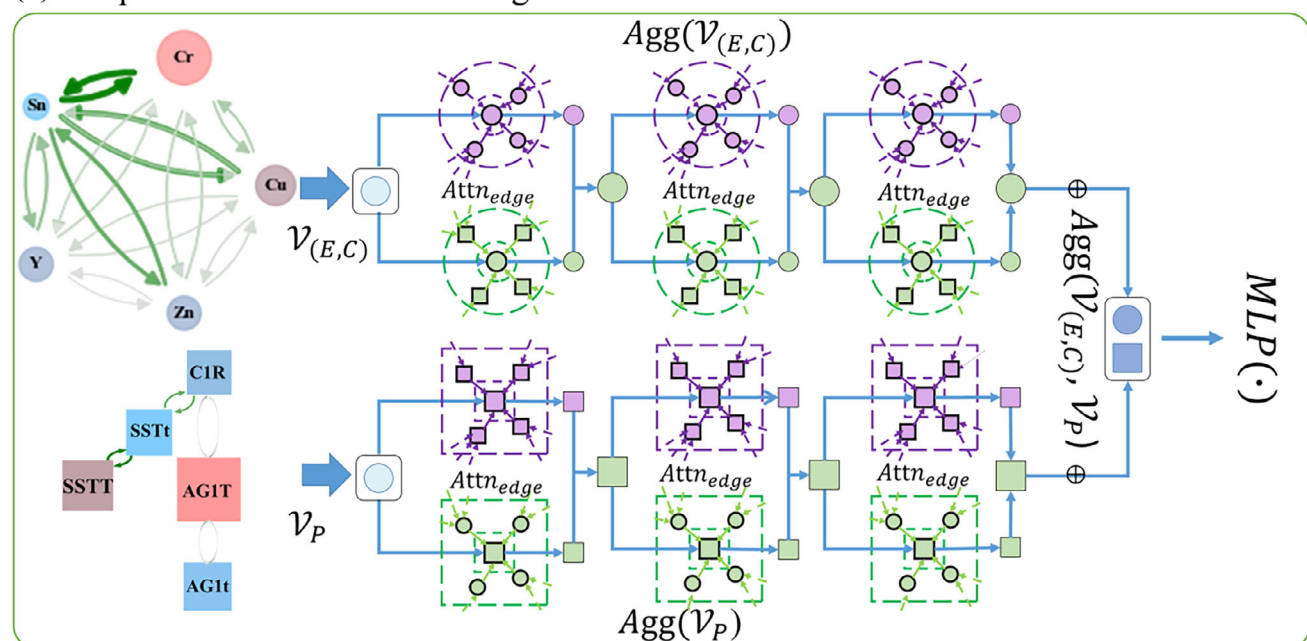 Agg(𝒱(E,C))
Cr
Sn
Cu
Y
Zn
𝒱(E,C)
Attn_edge
Attn_edge
Attn_edge
C1R
SSTt
SSTT
AG1T
AG1t
𝒱P
Attn_edge
Attn_edge
Attn_edge
Agg(𝒱P)
⊕ Agg(𝒱(E,C), 𝒱P) ⊕
MLP(·)